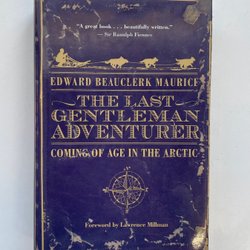 "A great book . . . beautifully written."
— Sir Ranulph Fiennes
EDWARD BEAUCLERK MAURICE
THE LAST
GENTLEMAN
ADVENTURER
COMING OF AGE IN THE ARCTIC
Foreword by Lawrence Millman